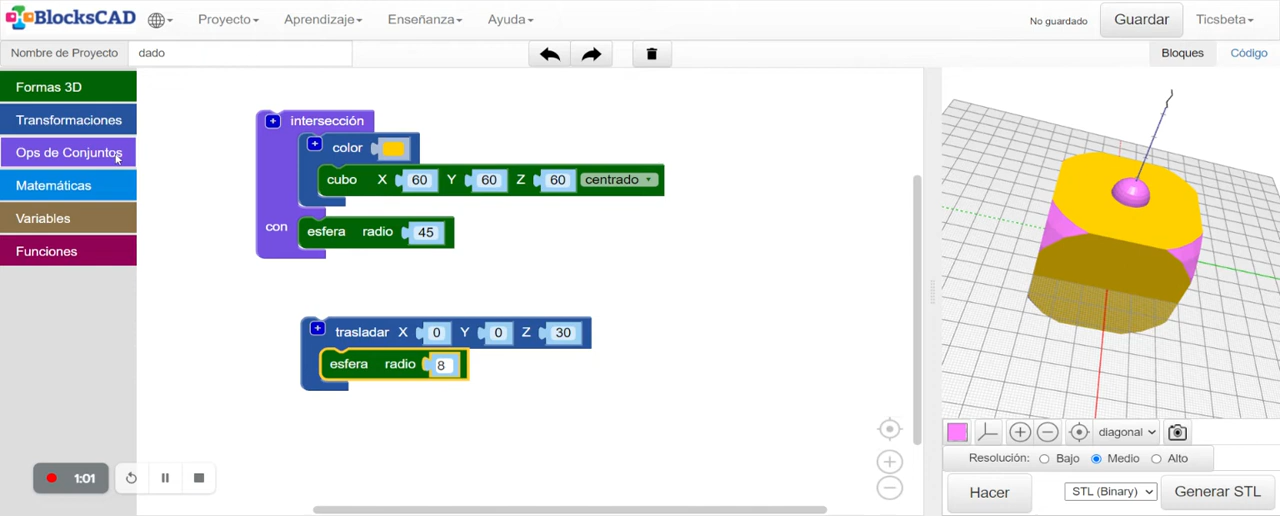 BlocksCAD
Proyecto
Aprendizaje
Enseñanza
Ayuda
No guardado
Guardar
Ticsbeta
Nombre de Proyecto
dado
Bloques
Código
Formas 3D
Transformaciones
Ops de Conjuntos
Matemáticas
Variables
Funciones
+ intersección
+ color
cubo X 60 Y 60 Z 60 centrado
con
esfera radio 45
+ trasladar X 0 Y 0 Z 30
esfera radio 8
1:01
diagonal
Resolución: Bajo Medio Alto
Hacer
STL (Binary)
Generar STL